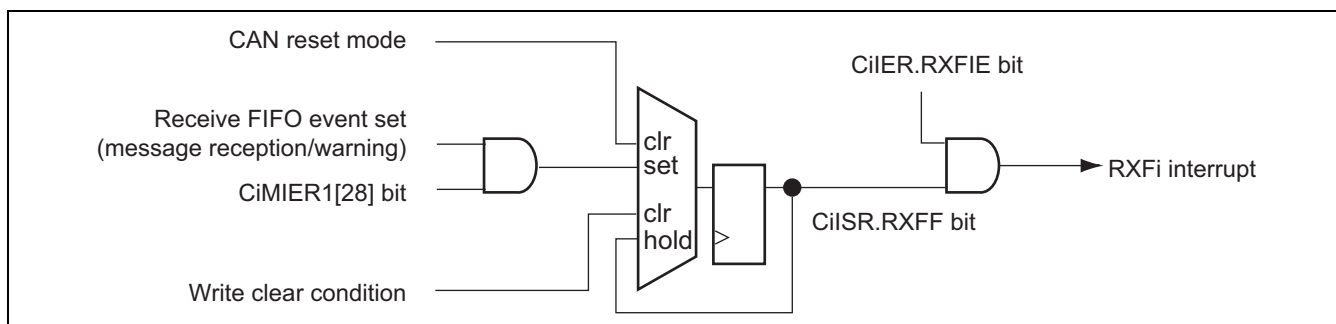 CAN reset mode
CiIER.RXFIE bit
Receive FIFO event set
(message reception/warning)
clr
set
RXFi interrupt
CiMIER1[28] bit
clr
hold
CiISR.RXFF bit
Write clear condition